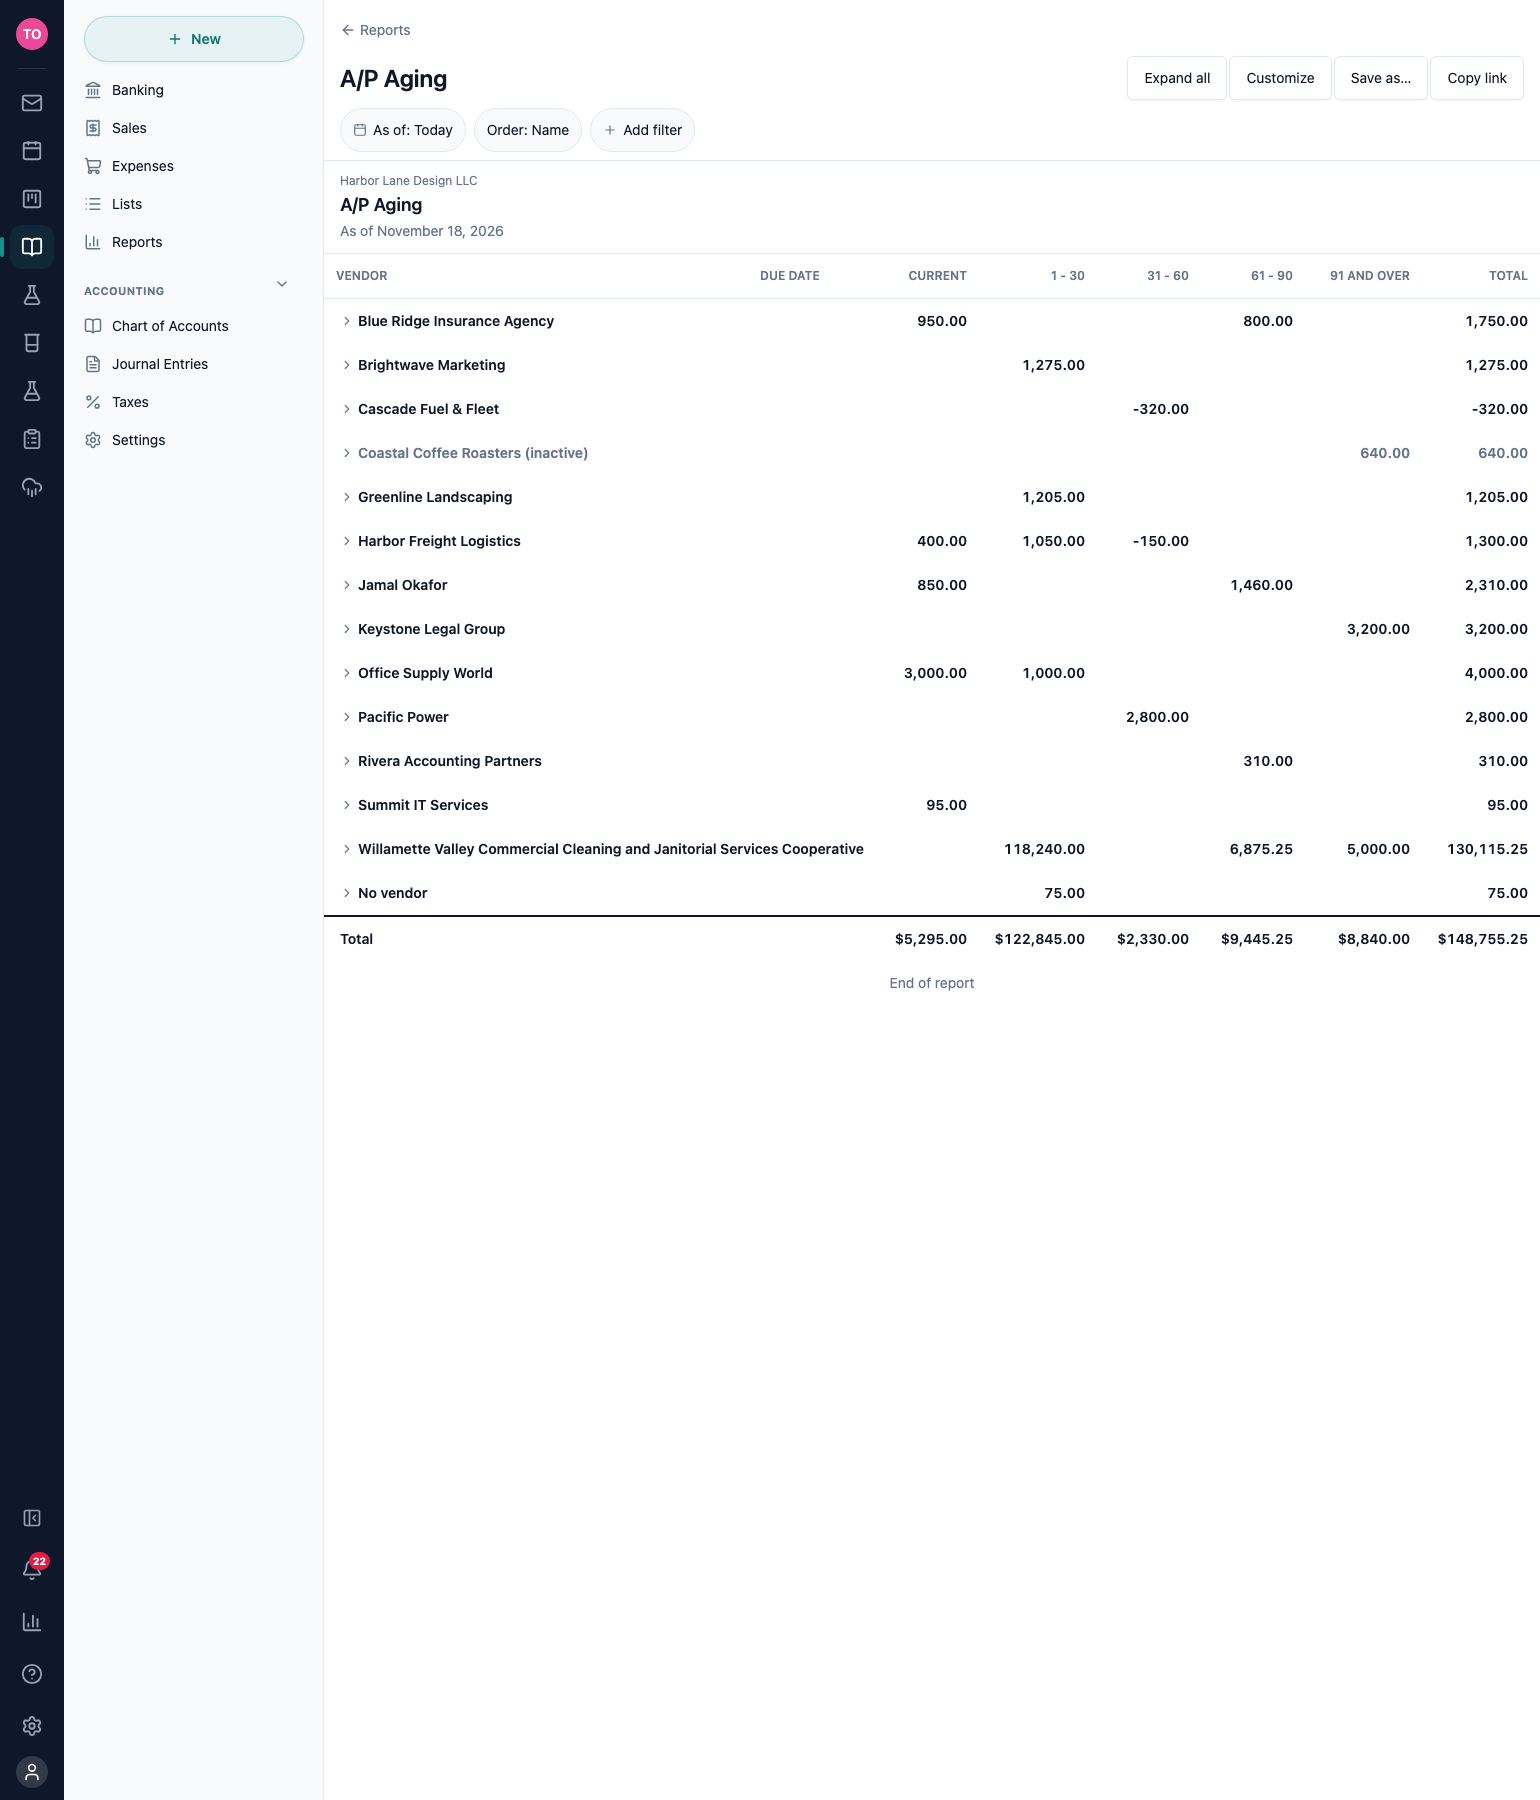 TO
New
Banking
Sales
Expenses
Lists
Reports
ACCOUNTING
Chart of Accounts
Journal Entries
Taxes
Settings
22
Reports
A/P Aging
Expand all Customize Save as... Copy link
As of: Today Order: Name Add filter
Harbor Lane Design LLC
A/P Aging
As of November 18, 2026
VENDOR DUE DATE CURRENT 1 - 30 31 - 60 61 - 90 91 AND OVER TOTAL
Blue Ridge Insurance Agency 950.00 800.00 1,750.00
Brightwave Marketing 1,275.00 1,275.00
Cascade Fuel & Fleet -320.00 -320.00
Coastal Coffee Roasters (inactive) 640.00 640.00
Greenline Landscaping 1,205.00 1,205.00
Harbor Freight Logistics 400.00 1,050.00 -150.00 1,300.00
Jamal Okafor 850.00 1,460.00 2,310.00
Keystone Legal Group 3,200.00 3,200.00
Office Supply World 3,000.00 1,000.00 4,000.00
Pacific Power 2,800.00 2,800.00
Rivera Accounting Partners 310.00 310.00
Summit IT Services 95.00 95.00
Willamette Valley Commercial Cleaning and Janitorial Services Cooperative 118,240.00 6,875.25 5,000.00 130,115.25
No vendor 75.00 75.00
Total $5,295.00 $122,845.00 $2,330.00 $9,445.25 $8,840.00 $148,755.25
End of report